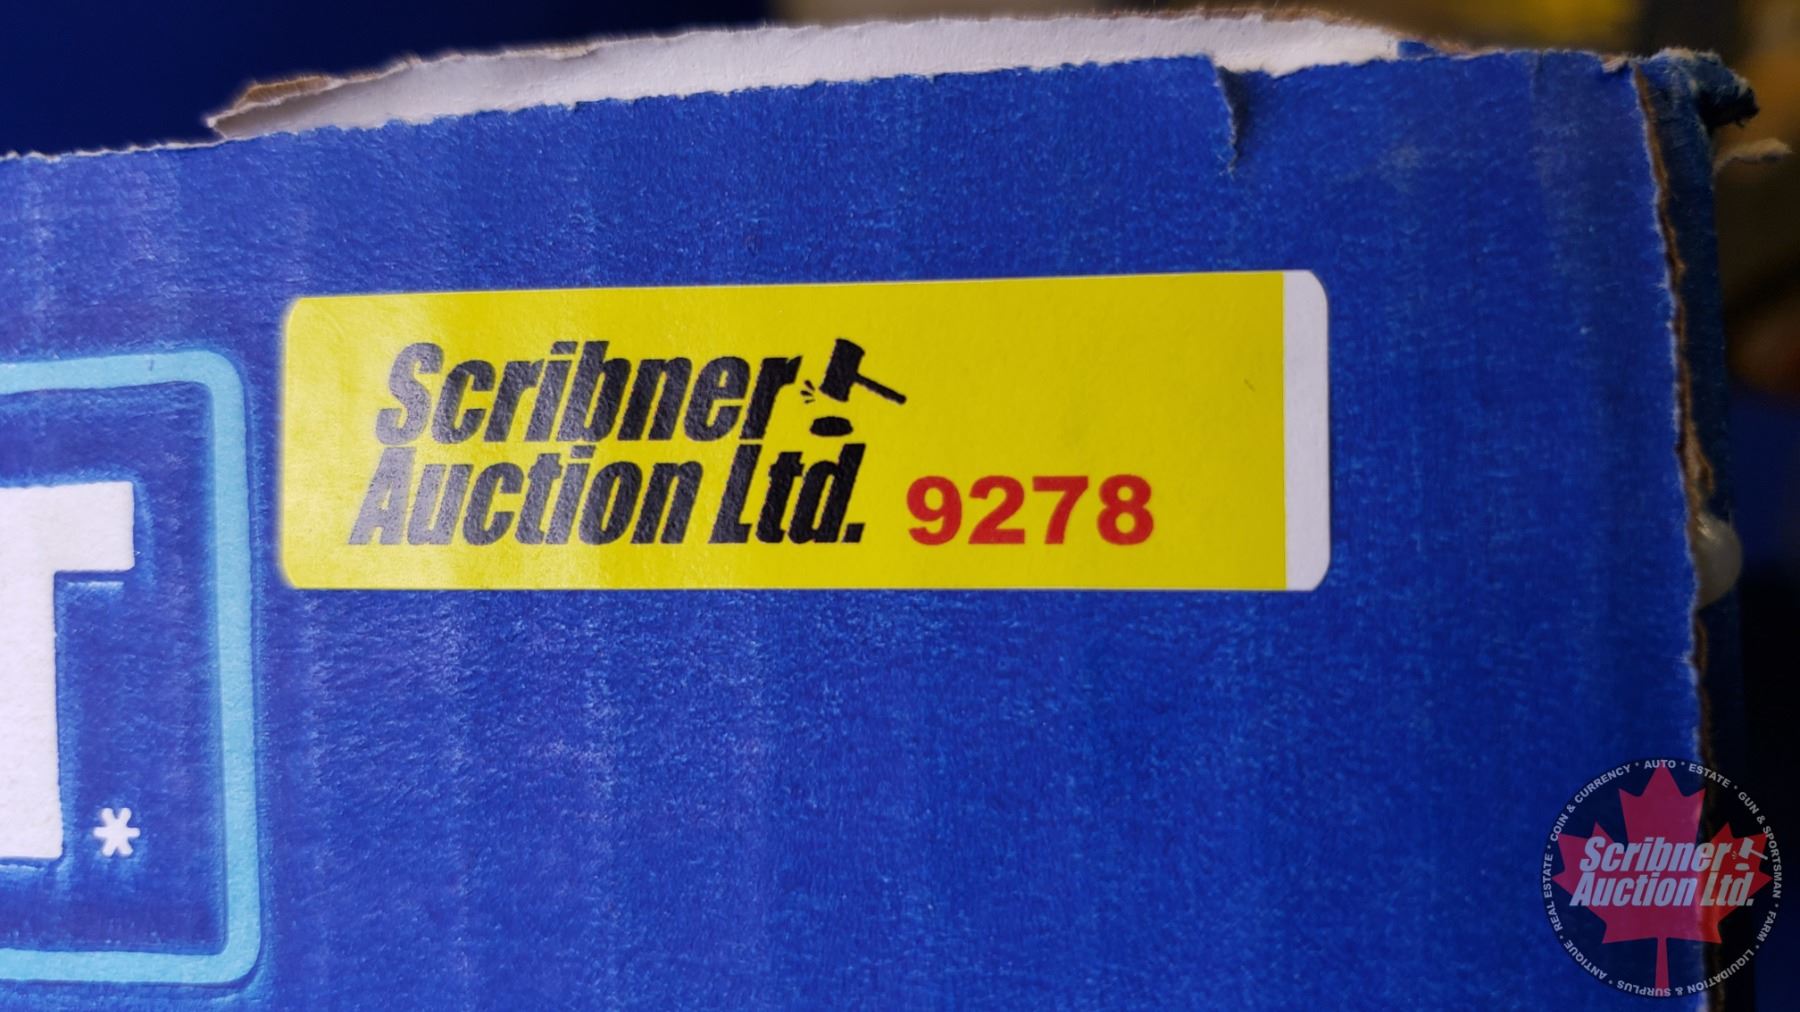 Scribner
Auction Ltd. 9278
T.*
Scribner
Auction Ltd.
REAL ESTATE • COIN & CURRENCY • AUTO • ESTATE • GUN & SPORTSMAN • FARM • LIQUIDATION & SURPLUS • ANTIQUE •